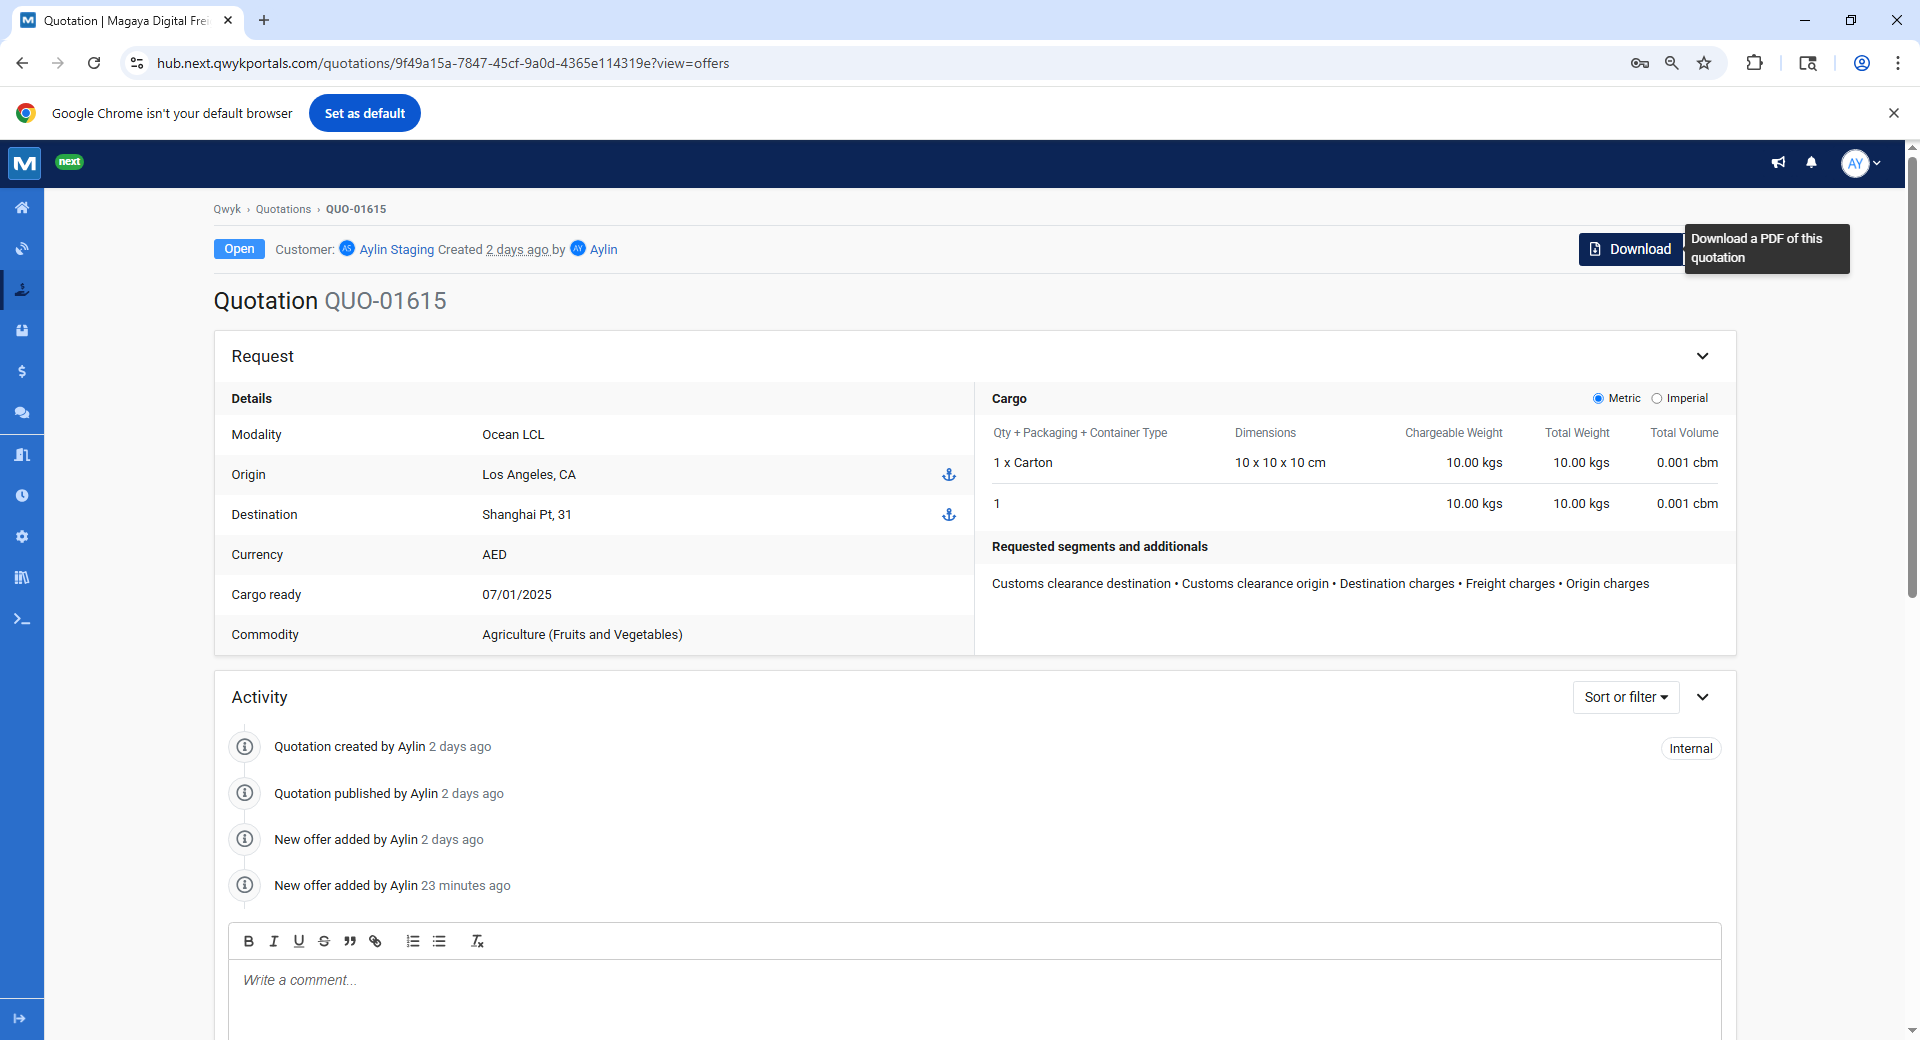 Quotation | Magaya Digital Frei
hub.next.qwykportals.com/quotations/9f49a15a-7847-45cf-9a0d-4365e114319e?view=offers
Google Chrome isn't your default browser
Set as default
M
next
AY
Qwyk › Quotations › QUO-01615
Open
Customer: AS Aylin Staging Created 2 days ago by AY Aylin
Download
Download a PDF of this
quotation
Quotation QUO-01615
Request
Details
Modality Ocean LCL
Origin Los Angeles, CA
Destination Shanghai Pt, 31
Currency AED
Cargo ready 07/01/2025
Commodity Agriculture (Fruits and Vegetables)
Cargo
Metric Imperial
Qty + Packaging + Container Type Dimensions Chargeable Weight Total Weight Total Volume
1 x Carton 10 x 10 x 10 cm 10.00 kgs 10.00 kgs 0.001 cbm
1 10.00 kgs 10.00 kgs 0.001 cbm
Requested segments and additionals
Customs clearance destination • Customs clearance origin • Destination charges • Freight charges • Origin charges
Activity
Sort or filter
Quotation created by Aylin 2 days ago
Internal
Quotation published by Aylin 2 days ago
New offer added by Aylin 2 days ago
New offer added by Aylin 23 minutes ago
Write a comment...